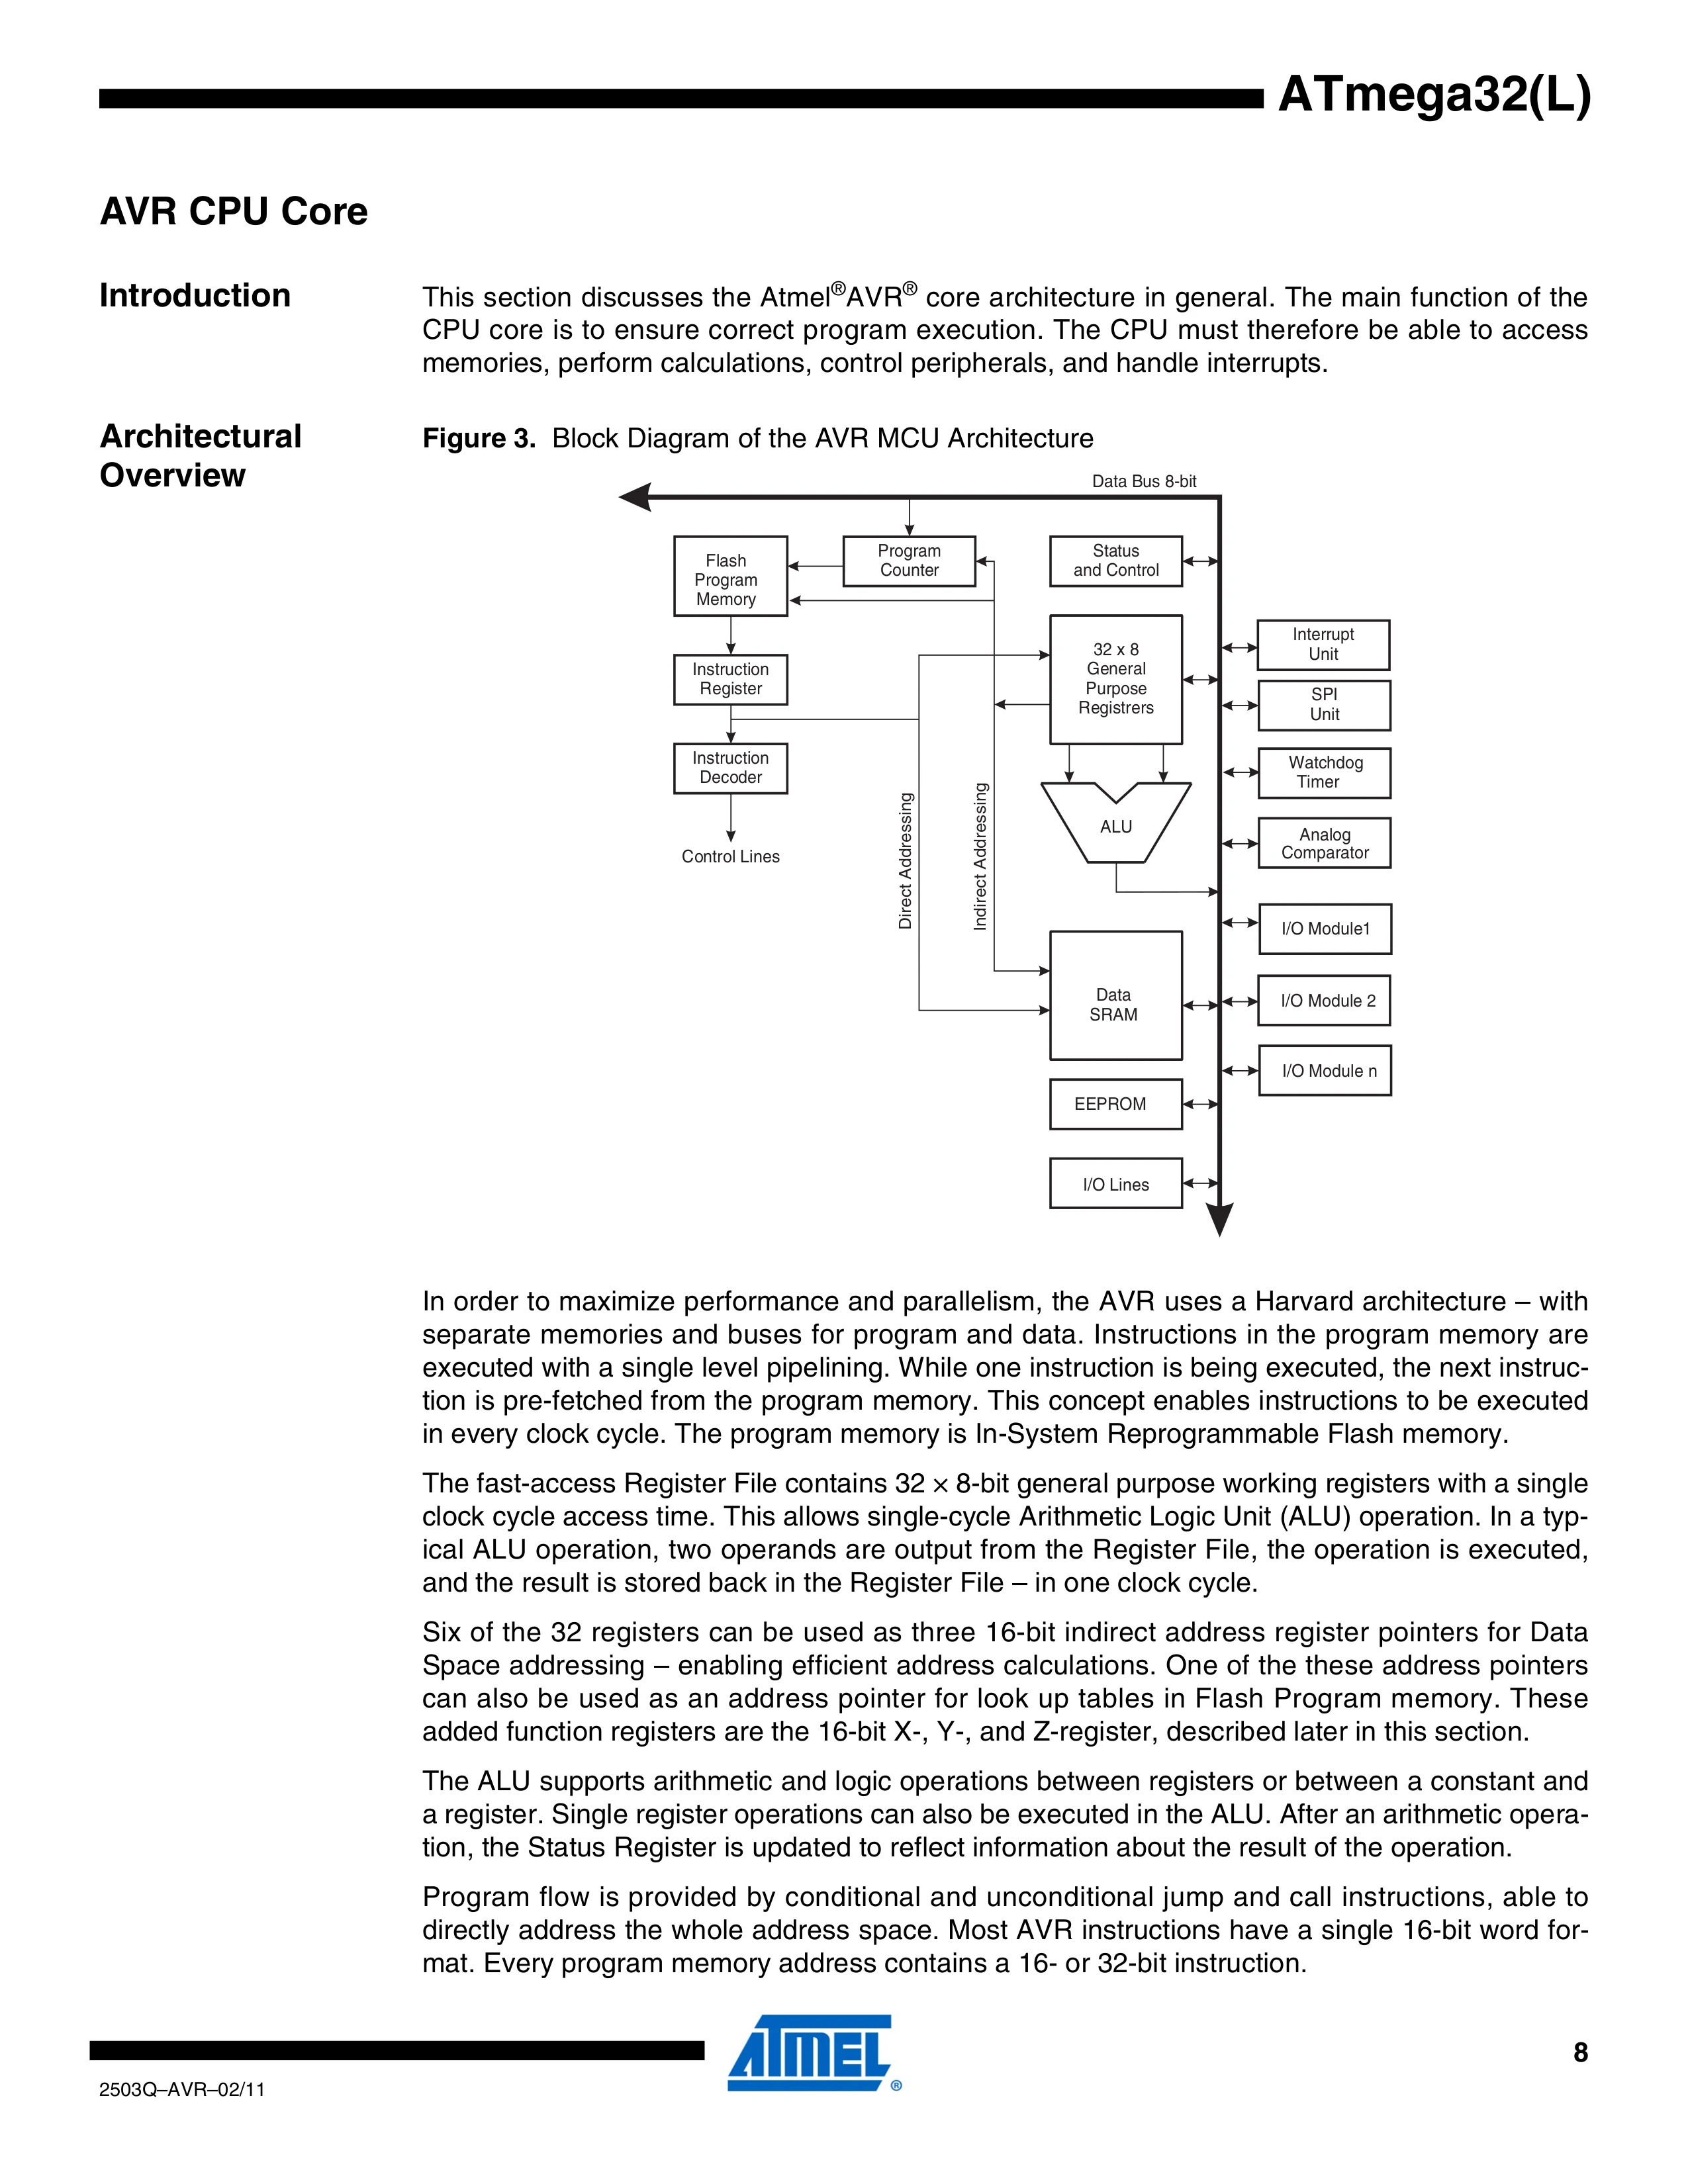 ATmega32(L)
AVR CPU Core
Introduction
This section discusses the Atmel®AVR® core architecture in general. The main function of the
CPU core is to ensure correct program execution. The CPU must therefore be able to access
memories, perform calculations, control peripherals, and handle interrupts.
Architectural
Overview
Figure 3. Block Diagram of the AVR MCU Architecture
Data Bus 8-bit
Flash
Program
Memory
Program
Counter
Status
and Control
Instruction
Register
32 x 8
General
Purpose
Registrers
Interrupt
Unit
SPI
Unit
Instruction
Decoder
Watchdog
Timer
Control Lines
Direct Addressing
Indirect Addressing
ALU
Analog
Comparator
I/O Module1
Data
SRAM
I/O Module 2
I/O Module n
EEPROM
I/O Lines
In order to maximize performance and parallelism, the AVR uses a Harvard architecture – with
separate memories and buses for program and data. Instructions in the program memory are
executed with a single level pipelining. While one instruction is being executed, the next instruc-
tion is pre-fetched from the program memory. This concept enables instructions to be executed
in every clock cycle. The program memory is In-System Reprogrammable Flash memory.
The fast-access Register File contains 32 × 8-bit general purpose working registers with a single
clock cycle access time. This allows single-cycle Arithmetic Logic Unit (ALU) operation. In a typ-
ical ALU operation, two operands are output from the Register File, the operation is executed,
and the result is stored back in the Register File – in one clock cycle.
Six of the 32 registers can be used as three 16-bit indirect address register pointers for Data
Space addressing – enabling efficient address calculations. One of the these address pointers
can also be used as an address pointer for look up tables in Flash Program memory. These
added function registers are the 16-bit X-, Y-, and Z-register, described later in this section.
The ALU supports arithmetic and logic operations between registers or between a constant and
a register. Single register operations can also be executed in the ALU. After an arithmetic opera-
tion, the Status Register is updated to reflect information about the result of the operation.
Program flow is provided by conditional and unconditional jump and call instructions, able to
directly address the whole address space. Most AVR instructions have a single 16-bit word for-
mat. Every program memory address contains a 16- or 32-bit instruction.
ATMEL®
8
2503Q–AVR–02/11